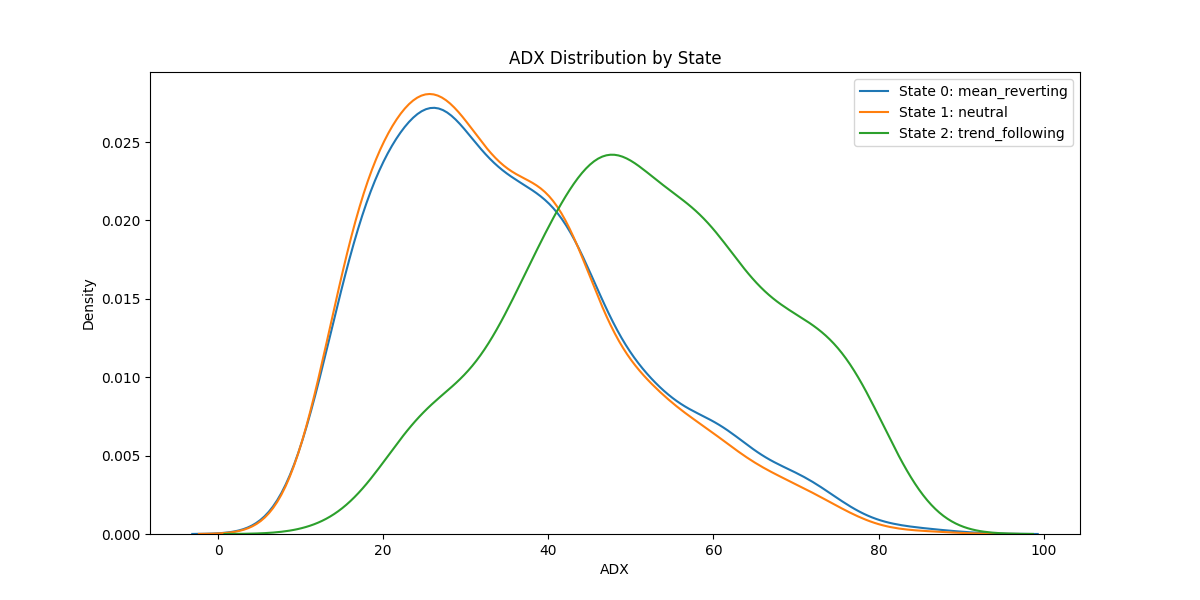 ADX Distribution by State
State 0: mean_reverting
State 1: neutral
State 2: trend_following
Density
0.025
0.020
0.015
0.010
0.005
0.000
0
20
40
60
80
100
ADX